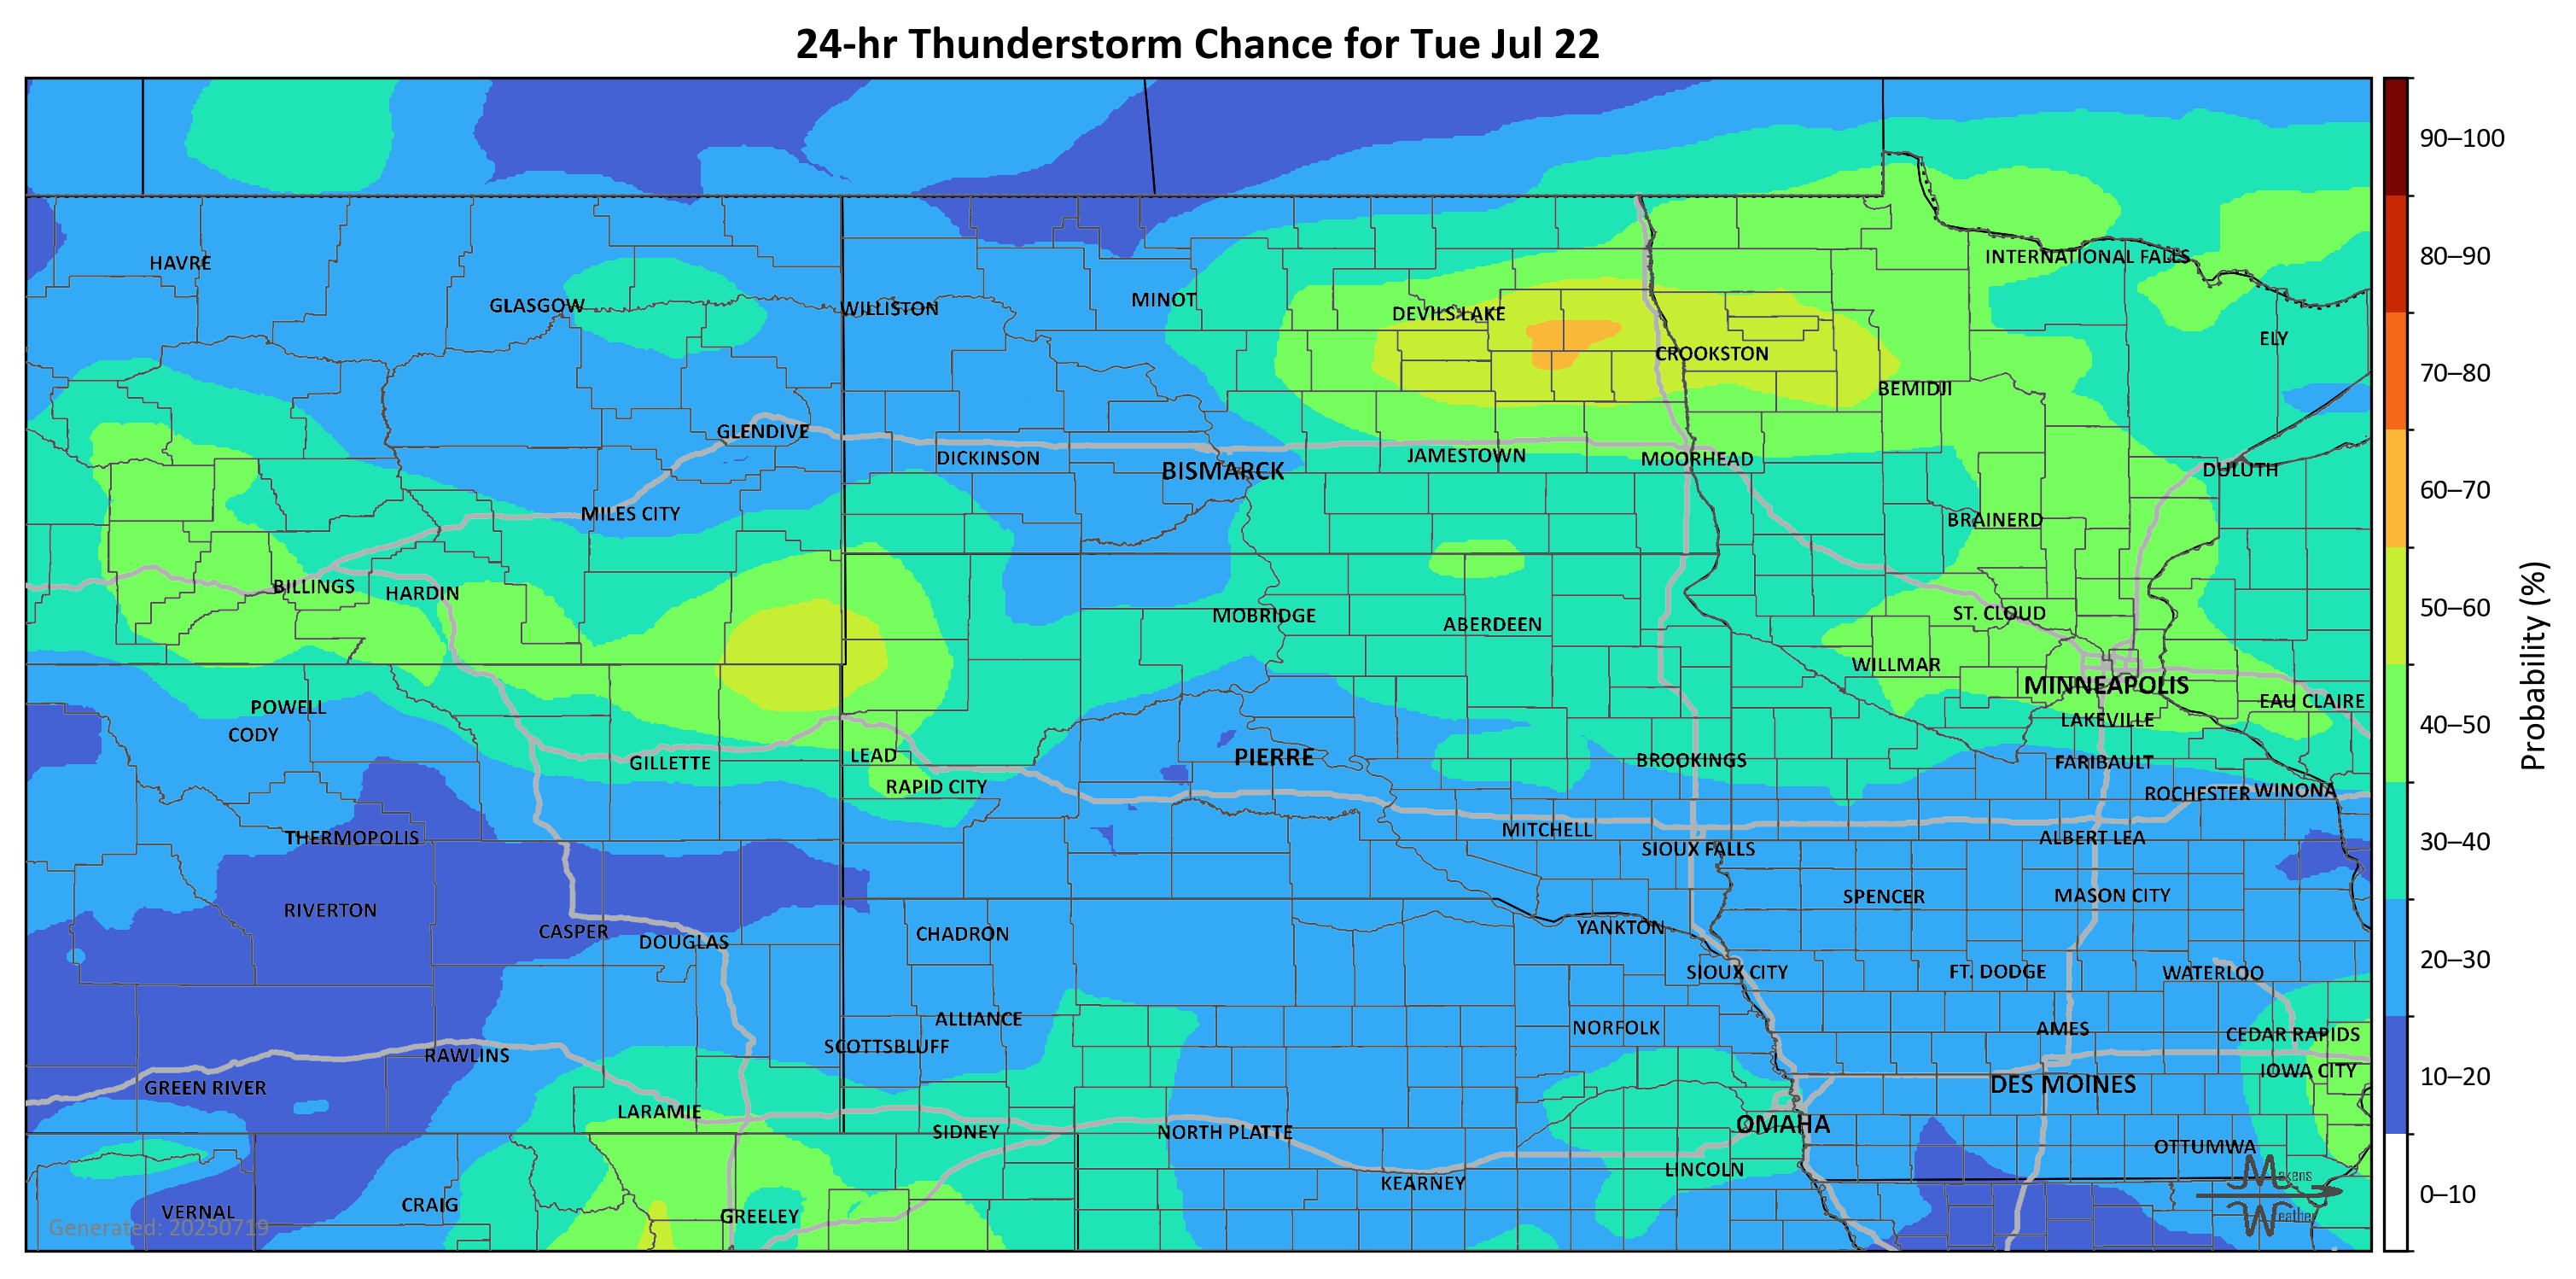 24-hr Thunderstorm Chance for Tue Jul 22
90–100
INTERNATIONAL FALLS
HAVRE
80–90
MINOT
GLASGOW
WILLISTON
DEVILS LAKE
ELY
CROOKSTON
70–80
BEMIDJI
GLENDIVE
DICKINSON
JAMESTOWN
MOORHEAD
BISMARCK
DULUTH
60–70
MILES CITY
BRAINERD
BILLINGS
HARDIN
50–60
ST. CLOUD
MOBRIDGE
ABERDEEN
WILLMAR
Probability (%)
MINNEAPOLIS
EAU CLAIRE
POWELL
LAKEVILLE
40–50
CODY
LEAD
PIERRE
BROOKINGS
GILLETTE
FARIBAULT
RAPID CITY
ROCHESTER
WINONA
MITCHELL
THERMOPOLIS
ALBERT LEA
30–40
SIOUX FALLS
SPENCER
MASON CITY
RIVERTON
YANKTON
CASPER
CHADRON
DOUGLAS
20–30
SIOUX CITY
FT. DODGE
WATERLOO
ALLIANCE
NORFOLK
AMES
CEDAR RAPIDS
SCOTTSBLUFF
RAWLINS
IOWA CITY
10–20
GREEN RIVER
DES MOINES
LARAMIE
OMAHA
SIDNEY
NORTH PLATTE
OTTUMWA
LINCOLN
Makens
KEARNEY
0–10
CRAIG
VERNAL
GREELEY
Weather
Generated: 20250719